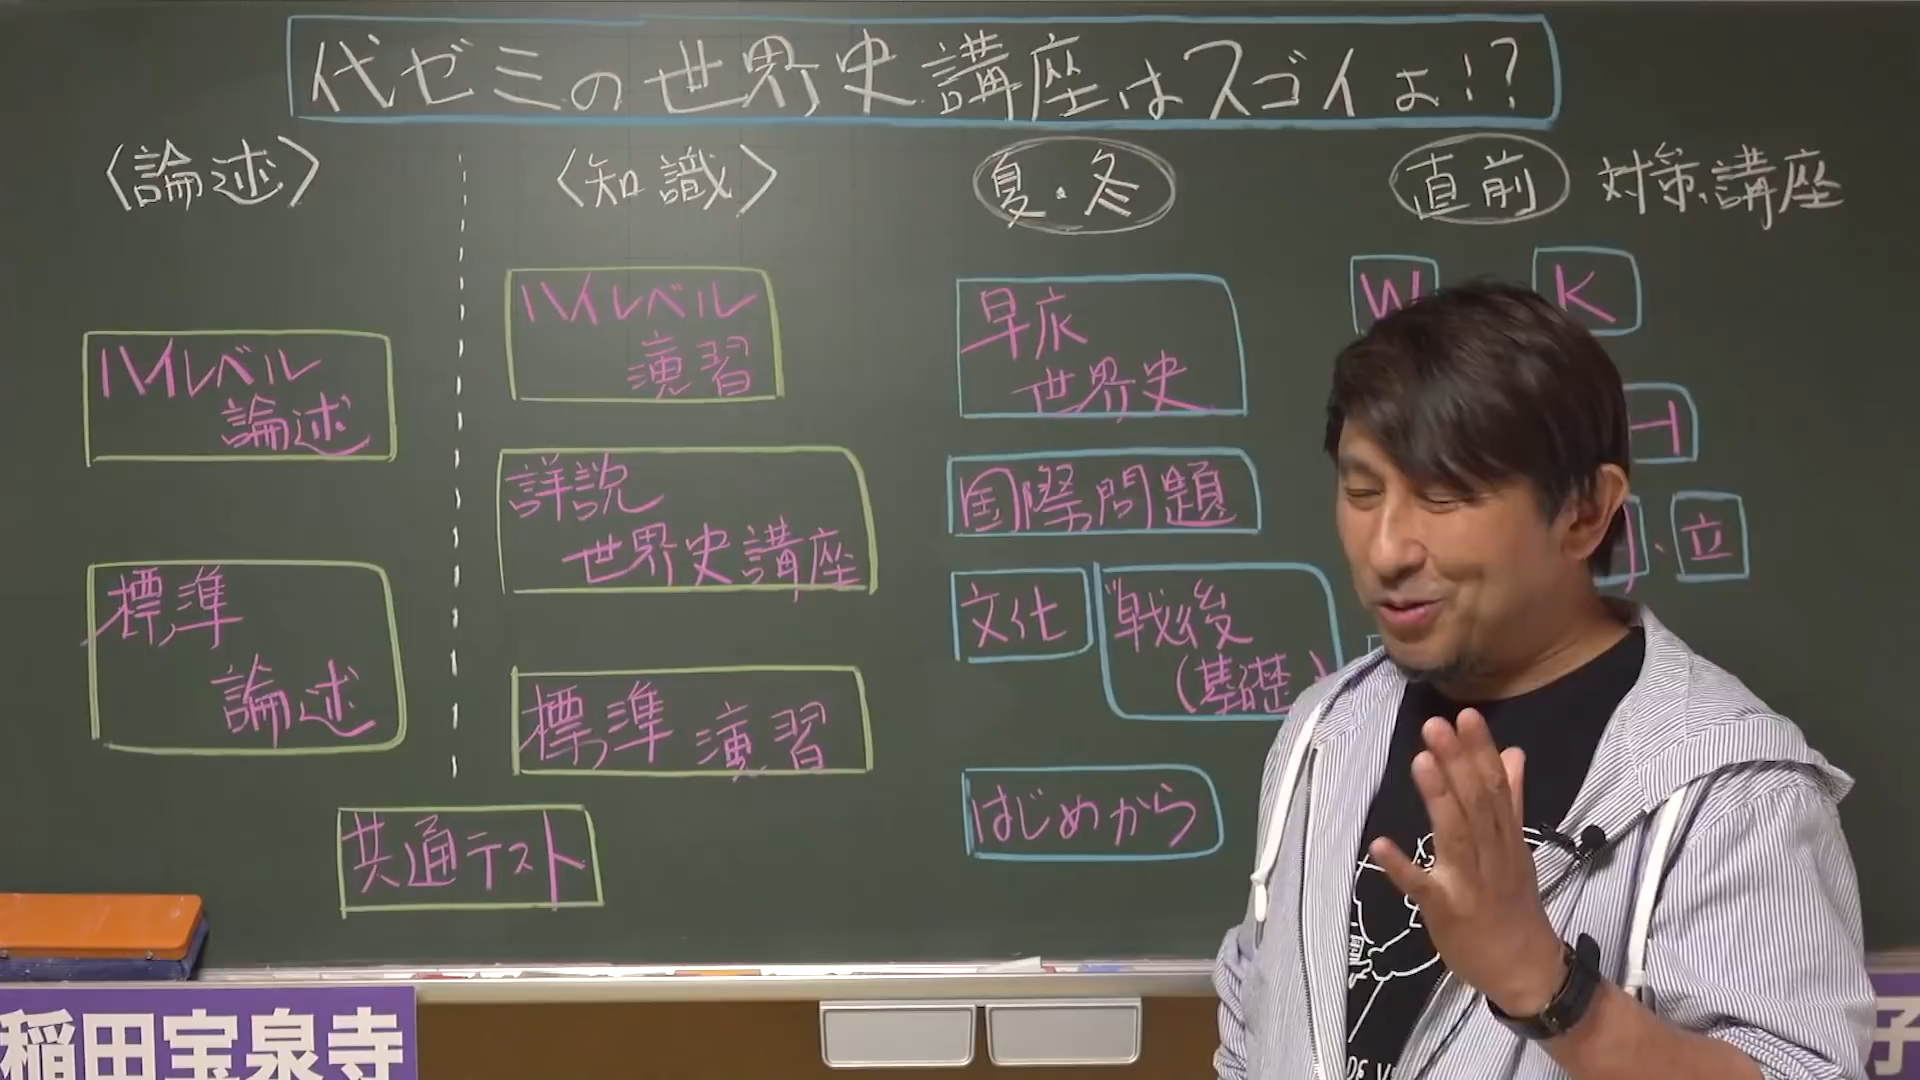 代ゼミの世界史講座はスゴイよ!?
〈論述〉
ハイレベル
論述
標準
論述
〈知識〉
ハイレベル
演習
詳説
世界史講座
標準演習
共通テスト
夏・冬
早慶
世界史
国際問題
文化
戦後
(基礎)
はじめから
直前 対策講座
W
K
立
稲田宝泉寺